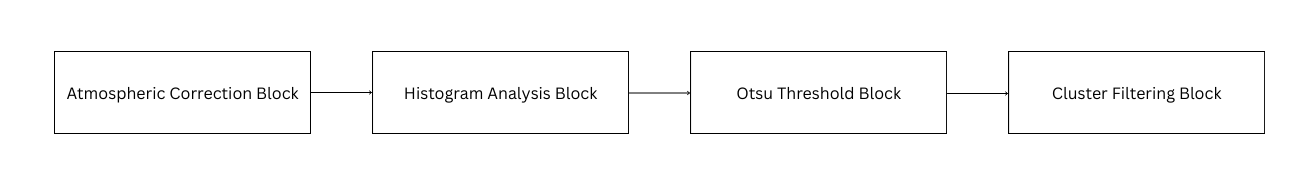 Atmospheric Correction Block
Histogram Analysis Block
Otsu Threshold Block
Cluster Filtering Block